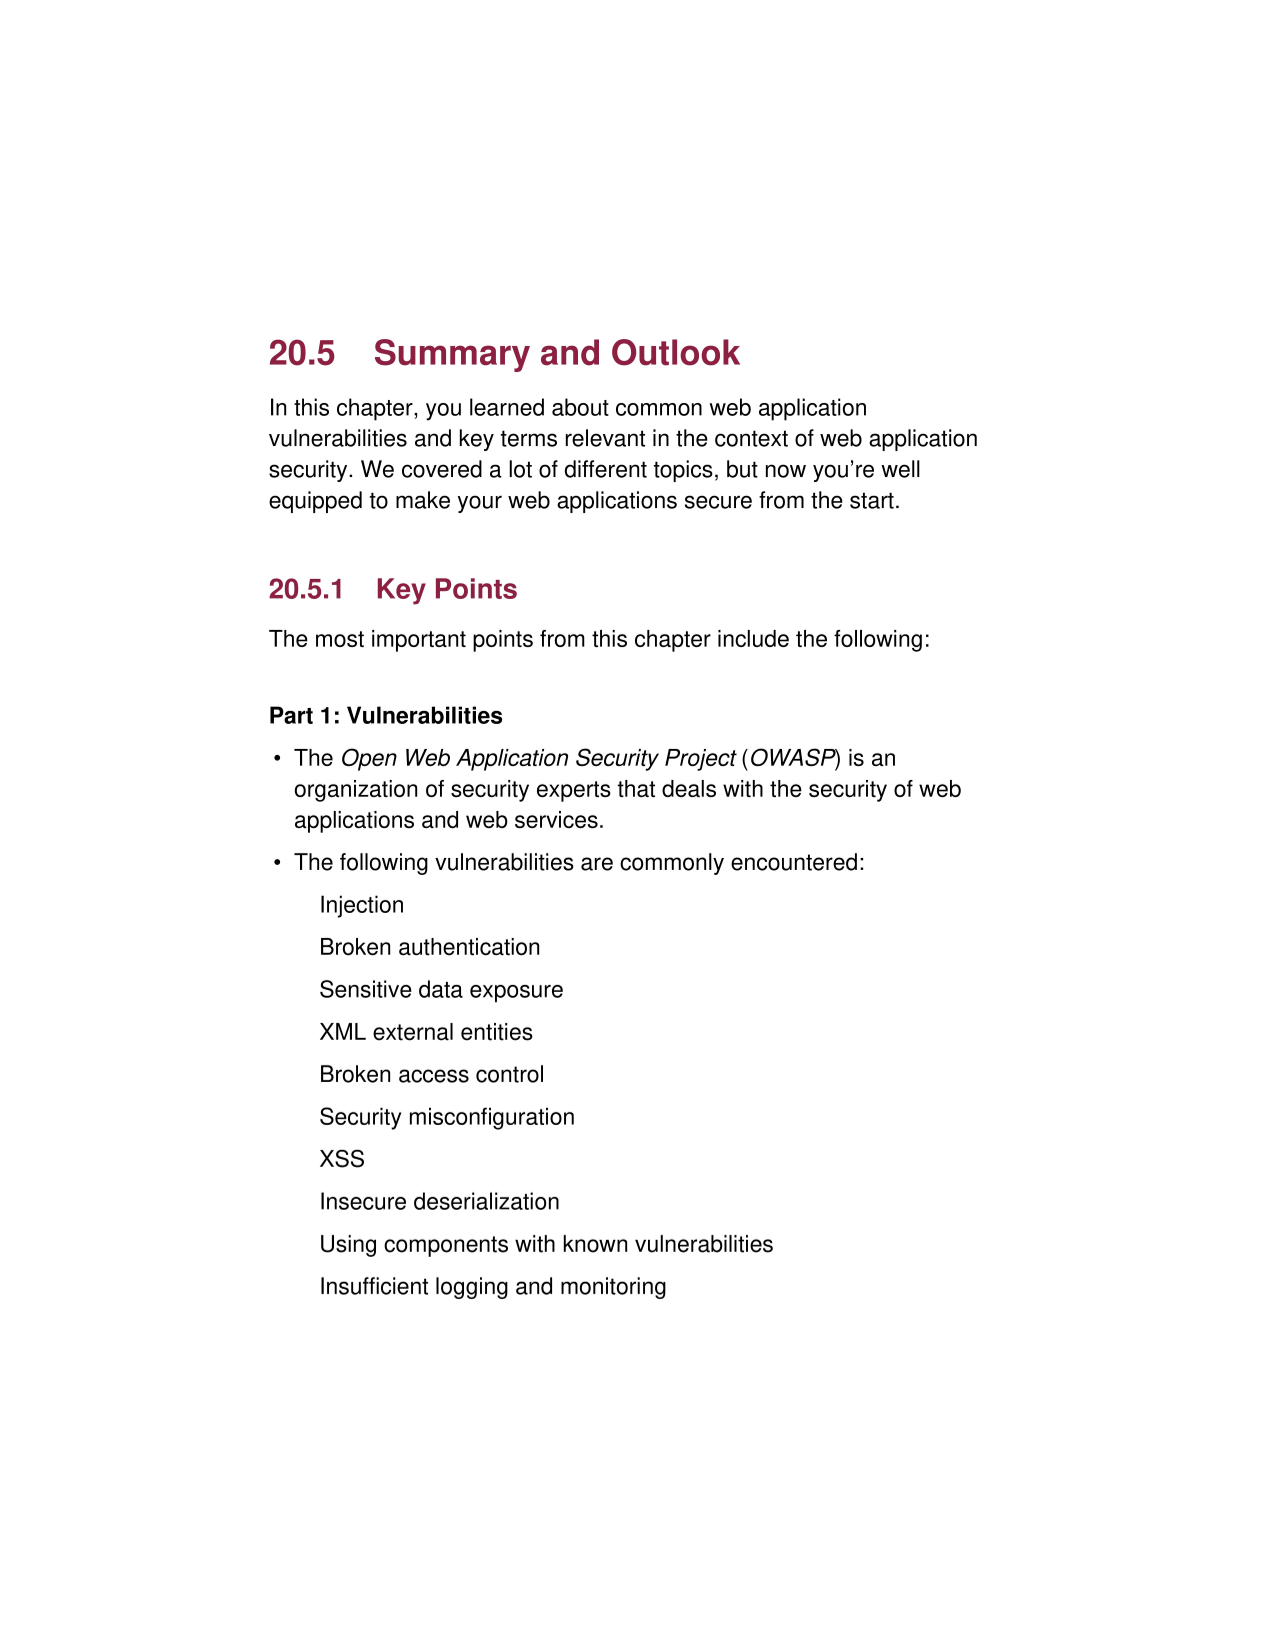 20.5 Summary and Outlook
In this chapter, you learned about common web application
vulnerabilities and key terms relevant in the context of web application
security. We covered a lot of different topics, but now you're well
equipped to make your web applications secure from the start.
20.5.1 Key Points
The most important points from this chapter include the following:
Part 1: Vulnerabilities
• The Open Web Application Security Project (OWASP) is an
organization of security experts that deals with the security of web
applications and web services.
• The following vulnerabilities are commonly encountered:
Injection
Broken authentication
Sensitive data exposure
XML external entities
Broken access control
Security misconfiguration
XSS
Insecure deserialization
Using components with known vulnerabilities
Insufficient logging and monitoring